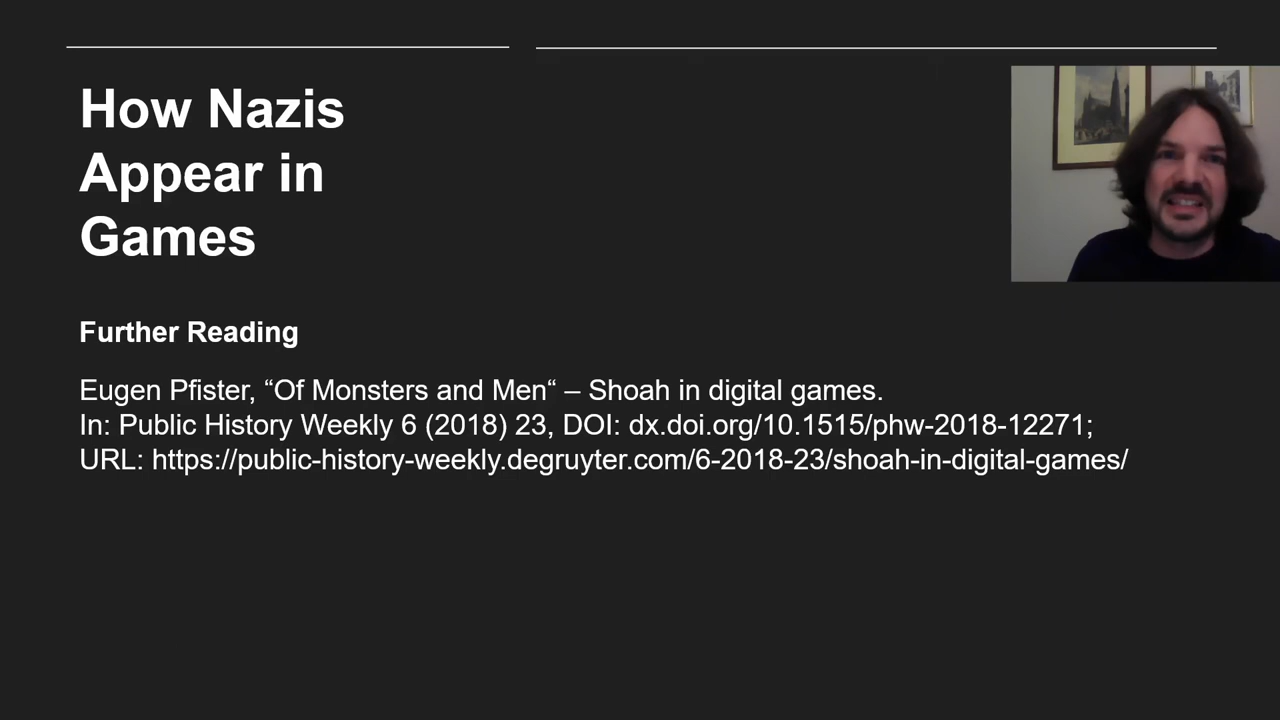 How Nazis
Appear in
Games
Further Reading
Eugen Pfister, “Of Monsters and Men“ – Shoah in digital games.
In: Public History Weekly 6 (2018) 23, DOI: dx.doi.org/10.1515/phw-2018-12271;
URL: https://public-history-weekly.degruyter.com/6-2018-23/shoah-in-digital-games/